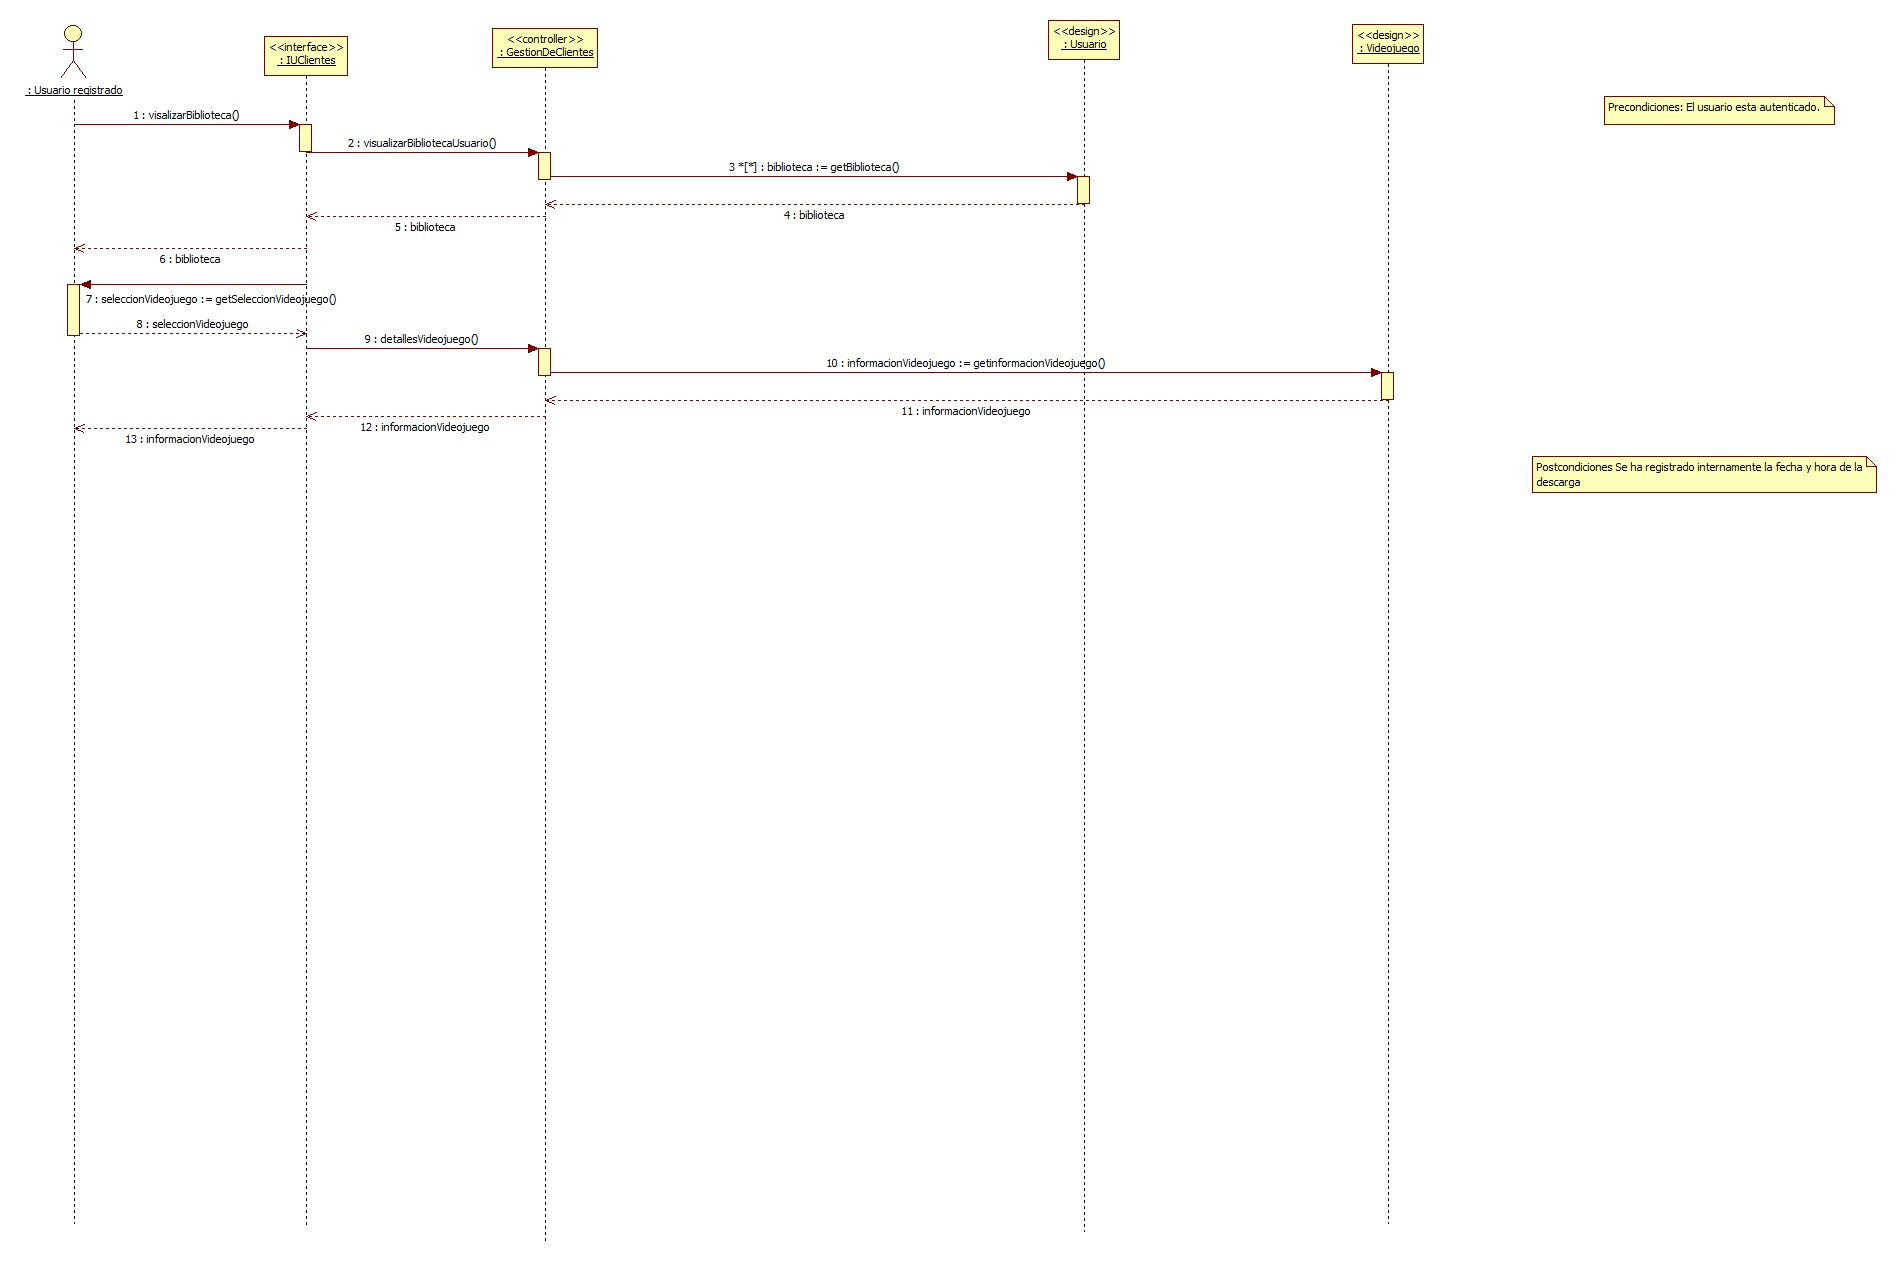 : Usuario registrado
<<interface>>
: IUClientes
<<controller>>
: GestionDeClientes
<<design>>
: Usuario
<<design>>
: Videojuego
Precondiciones: El usuario esta autenticado.
1 : visalizarBiblioteca()
2 : visualizarBibliotecaUsuario()
3 *[*] : biblioteca := getBiblioteca()
4 : biblioteca
5 : biblioteca
6 : biblioteca
7 : seleccionVideojuego := getSeleccionVideojuego()
8 : seleccionVideojuego
9 : detallesVideojuego()
10 : informacionVideojuego := getinformacionVideojuego()
11 : informacionVideojuego
12 : informacionVideojuego
13 : informacionVideojuego
Postcondiciones Se ha registrado internamente la fecha y hora de la
descarga